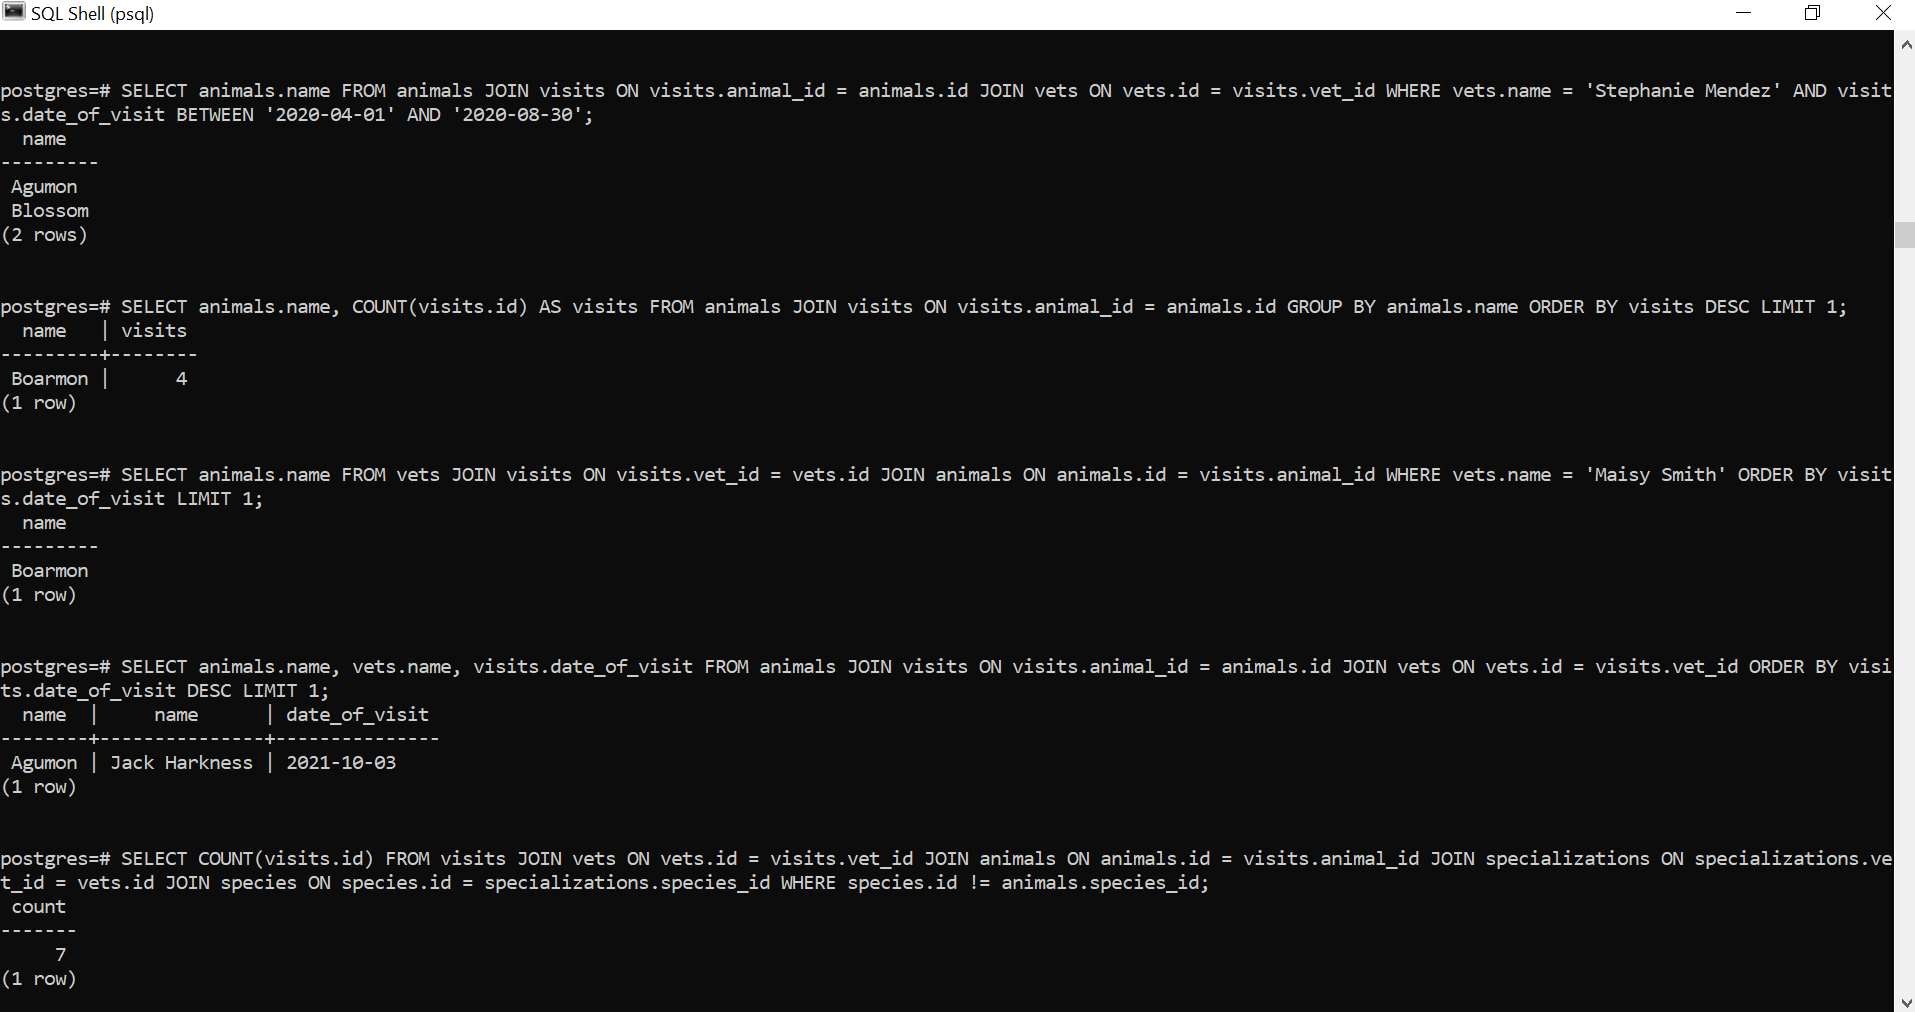 SQL Shell (psql)
postgres=# SELECT animals.name FROM animals JOIN visits ON visits.animal_id = animals.id JOIN vets ON vets.id = visits.vet_id WHERE vets.name = 'Stephanie Mendez' AND visit
s.date_of_visit BETWEEN '2020-04-01' AND '2020-08-30';
  name
---------
 Agumon
 Blossom
(2 rows)
postgres=# SELECT animals.name, COUNT(visits.id) AS visits FROM animals JOIN visits ON visits.animal_id = animals.id GROUP BY animals.name ORDER BY visits DESC LIMIT 1;
  name   | visits
---------+--------
 Boarmon |      4
(1 row)
postgres=# SELECT animals.name FROM vets JOIN visits ON visits.vet_id = vets.id JOIN animals ON animals.id = visits.animal_id WHERE vets.name = 'Maisy Smith' ORDER BY visit
s.date_of_visit LIMIT 1;
  name
---------
 Boarmon
(1 row)
postgres=# SELECT animals.name, vets.name, visits.date_of_visit FROM animals JOIN visits ON visits.animal_id = animals.id JOIN vets ON vets.id = visits.vet_id ORDER BY visi
ts.date_of_visit DESC LIMIT 1;
  name  |     name      | date_of_visit
--------+---------------+---------------
 Agumon | Jack Harkness | 2021-10-03
(1 row)
postgres=# SELECT COUNT(visits.id) FROM visits JOIN vets ON vets.id = visits.vet_id JOIN animals ON animals.id = visits.animal_id JOIN specializations ON specializations.ve
t_id = vets.id JOIN species ON species.id = specializations.species_id WHERE species.id != animals.species_id;
 count
-------
     7
(1 row)